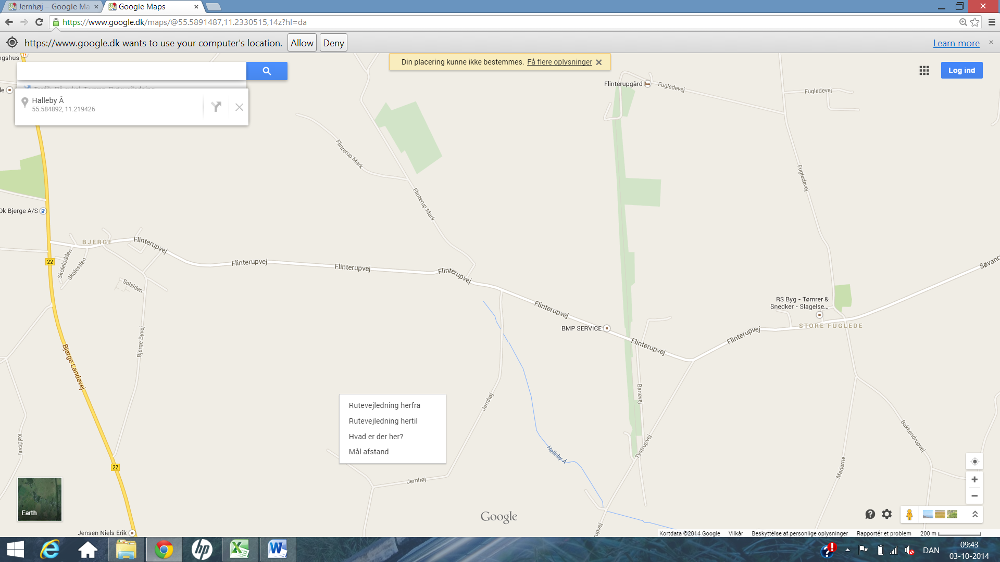 Jernhøj – Google Ma
Google Maps
https://www.google.dk/maps/@55.5891487,11.2330515,14z?hl=da
https://www.google.dk wants to use your computer's location.
Allow
Deny
Learn more
ngshus
Din placering kunne ikke bestemmes. Få flere oplysninger
Log ind
Halleby Å
55.584892, 11.219426
Flinterupgård
Fugledevej
Fugledevej
Flinterup Mark
Fugledevej
Flinterup Mark
Ok Bjerge A/S
BJERGE
Flinterupvej
Flinterupvej
Flinterupvej
Flinterupvej
22
Skolelodden
Skolestien
Solsiden
Søvang
Flinterupvej
RS Byg - Tømrer &
Snedker - Slagelse...
BMP SERVICE
STORE FUGLEDE
Flinterupvej
Flinterupvej
Bjerge Byvej
Bjerge Landevej
Banevej
Jernhøj
Rutevejledning herfra
Rutevejledning hertil
Hvad er der her?
Mål afstand
Keldsvej
Halleby Å
Tystrupvej
Bakkendrupvej
Maderne
22
Jernhøj
Earth
Google
Jensen Niels Erik
Tystrupvej
Kortdata ©2014 Google
Vilkår
Beskyttelse af personlige oplysninger
Rapportér et problem
200 m
hp
DAN
09:43
03-10-2014